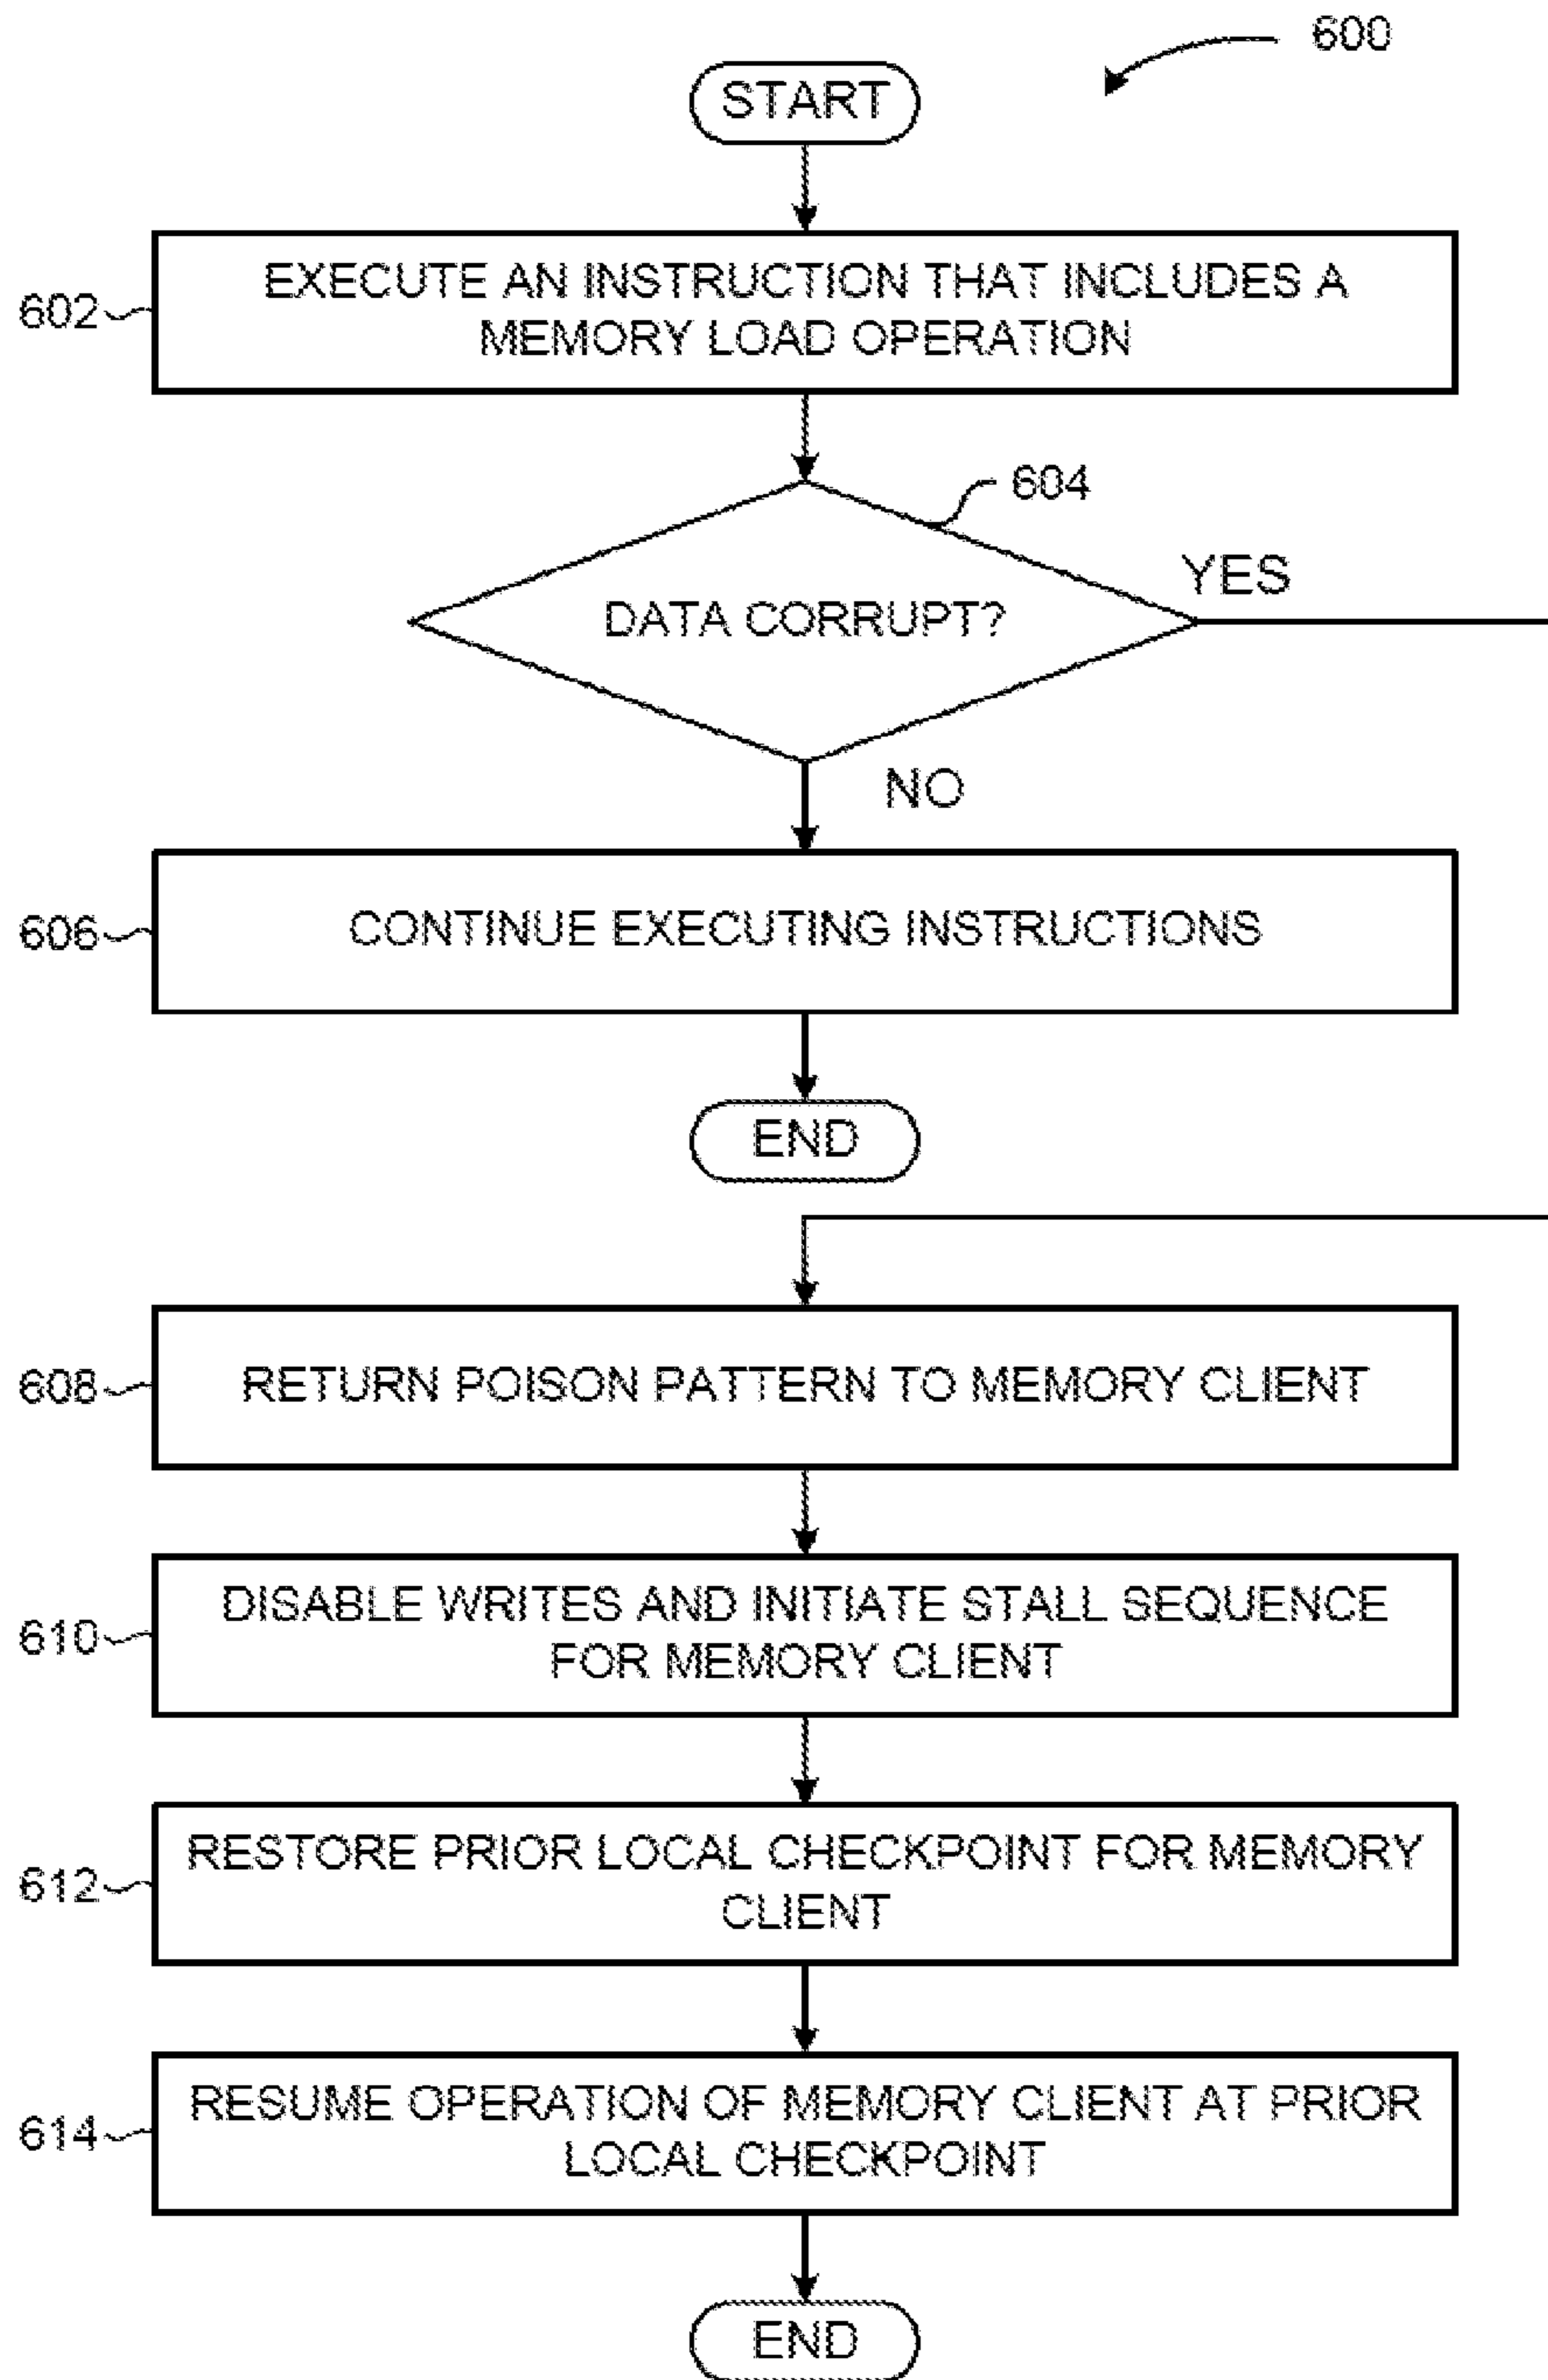 600
START
602
EXECUTE AN INSTRUCTION THAT INCLUDES A
MEMORY LOAD OPERATION
604
YES
DATA CORRUPT?
NO
606
CONTINUE EXECUTING INSTRUCTIONS
END
608
RETURN POISON PATTERN TO MEMORY CLIENT
610
DISABLE WRITES AND INITIATE STALL SEQUENCE
FOR MEMORY CLIENT
612
RESTORE PRIOR LOCAL CHECKPOINT FOR MEMORY
CLIENT
614
RESUME OPERATION OF MEMORY CLIENT AT PRIOR
LOCAL CHECKPOINT
END